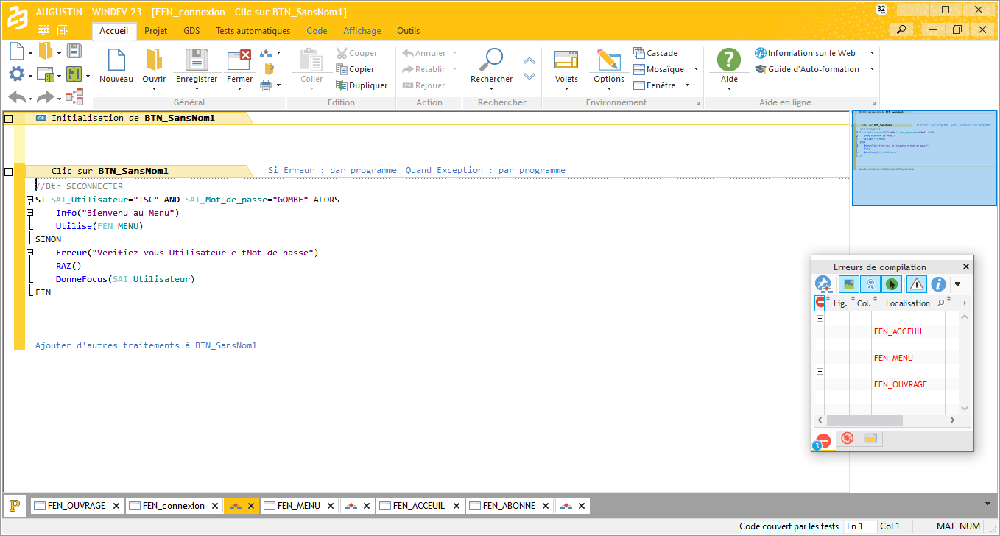 AUGUSTIN - WINDEV 23 - [FEN_connexion - Clic sur BTN_SansNom1]
32
23
Accueil Projet GDS Tests automatiques Code Affichage Outils
Nouveau Ouvrir Enregistrer Fermer
Général
Coller Couper Copier Dupliquer
Edition
Annuler Rétablir Rejouer
Action
Rechercher
Rechercher
Volets Options Cascade Mosaïque Fenêtre
Environnement
Aide Information sur le Web Guide d'Auto-formation
Aide en ligne
Ok Initialisation de BTN_SansNom1
Clic sur BTN_SansNom1 Si Erreur : par programme Quand Exception : par programme
//Btn SECONNECTER
SI SAI_Utilisateur="ISC" AND SAI_Mot_de_passe="GOMBE" ALORS
Info("Bienvenu au Menu")
Utilise(FEN_MENU)
SINON
Erreur("Verifiez-vous Utilisateur e tMot de passe")
RAZ()
DonneFocus(SAI_Utilisateur)
FIN
Ajouter d'autres traitements à BTN_SansNom1
Erreurs de compilation
Lig. Col. Localisation
FEN_ACCEUIL
FEN_MENU
FEN_OUVRAGE
3
FEN_OUVRAGE FEN_connexion FEN_MENU FEN_ACCEUIL FEN_ABONNE
Code couvert par les tests Ln 1 Col 1 MAJ NUM